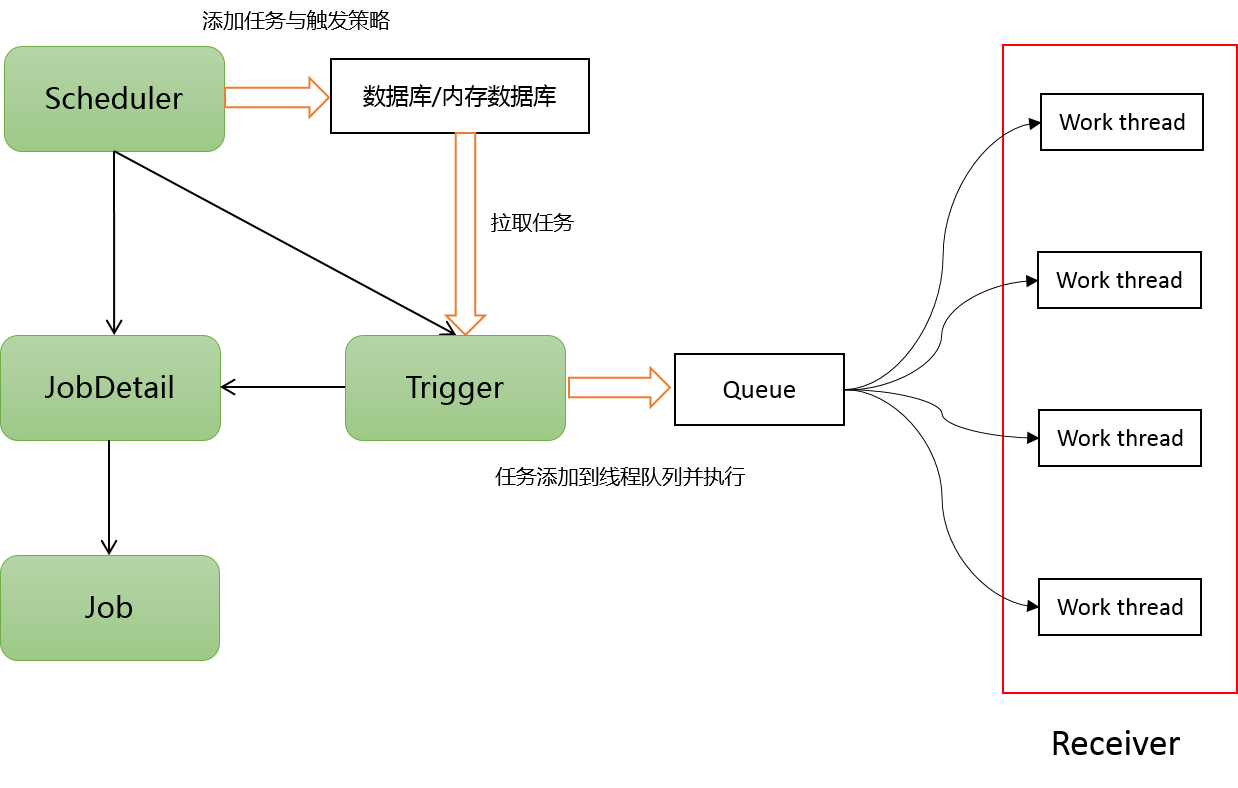 添加任务与触发策略
Scheduler
数据库/内存数据库
Work thread
拉取任务
Work thread
JobDetail
Trigger
Queue
Work thread
任务添加到线程队列并执行
Job
Work thread
Receiver